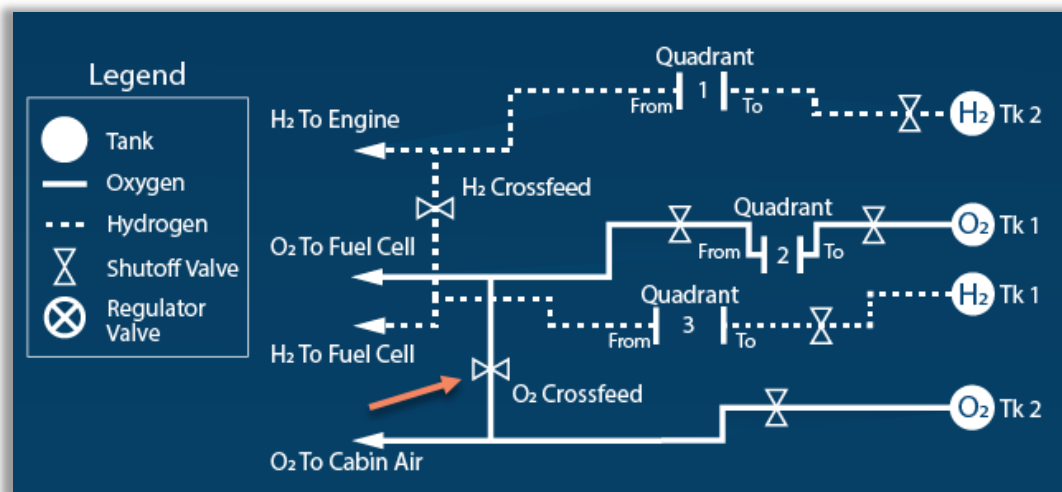 Legend
Tank
Oxygen
Hydrogen
Shutoff Valve
Regulator
Valve
Quadrant
1
From
To
H₂ To Engine
H₂
Tk 2
H₂ Crossfeed
Quadrant
O₂ To Fuel Cell
From
2
To
O₂
Tk 1
Quadrant
3
From
To
H₂
Tk 1
H₂ To Fuel Cell
O₂ Crossfeed
O₂
Tk 2
O₂ To Cabin Air